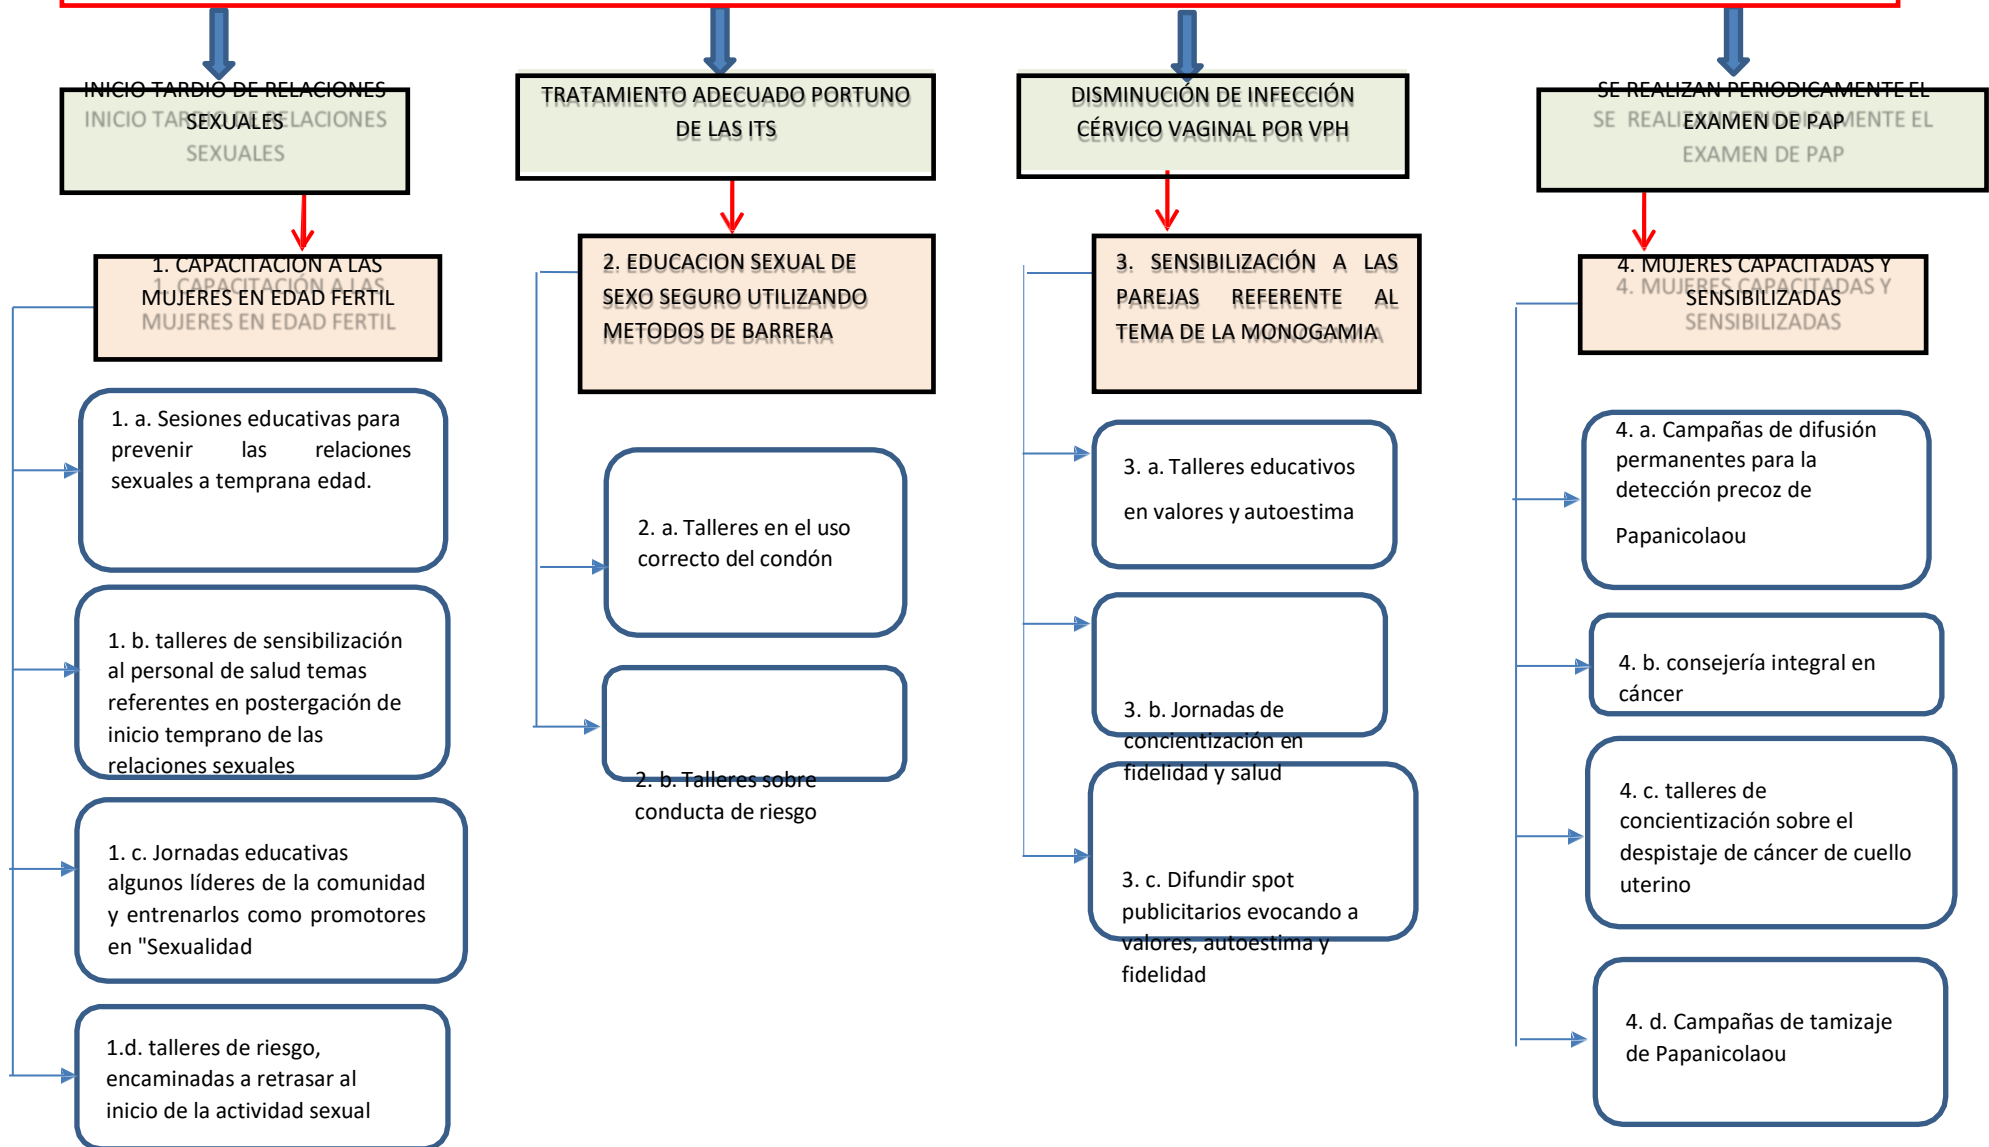 INICIO TARDIO DE RELACIONES
SEXUALES
TRATAMIENTO ADECUADO PORTUNO
DE LAS ITS
DISMINUCIÓN DE INFECCIÓN
CÉRVICO VAGINAL POR VPH
SE REALIZAN PERIODICAMENTE EL
EXAMEN DE PAP
1. CAPACITACIÓN A LAS
MUJERES EN EDAD FERTIL
1. a. Sesiones educativas para
prevenir las relaciones
sexuales a temprana edad.
1. b. talleres de sensibilización
al personal de salud temas
referentes en postergación de
inicio temprano de las
relaciones sexuales
1. c. Jornadas educativas
algunos líderes de la comunidad
y entrenarlos como promotores
en "Sexualidad
1.d. talleres de riesgo,
encaminadas a retrasar al
inicio de la actividad sexual
2. EDUCACION SEXUAL DE
SEXO SEGURO UTILIZANDO
METODOS DE BARRERA
2. a. Talleres en el uso
correcto del condón
2. b. Talleres sobre
conducta de riesgo
3. SENSIBILIZACIÓN A LAS
PAREJAS REFERENTE AL
TEMA DE LA MONOGAMIA
3. a. Talleres educativos
en valores y autoestima
3. b. Jornadas de
concientización en
fidelidad y salud
3. c. Difundir spot
publicitarios evocando a
valores, autoestima y
fidelidad
4. MUJERES CAPACITADAS Y
SENSIBILIZADAS
4. a. Campañas de difusión
permanentes para la
detección precoz de
Papanicolaou
4. b. consejería integral en
cáncer
4. c. talleres de
concientización sobre el
despistaje de cáncer de cuello
uterino
4. d. Campañas de tamizaje
de Papanicolaou